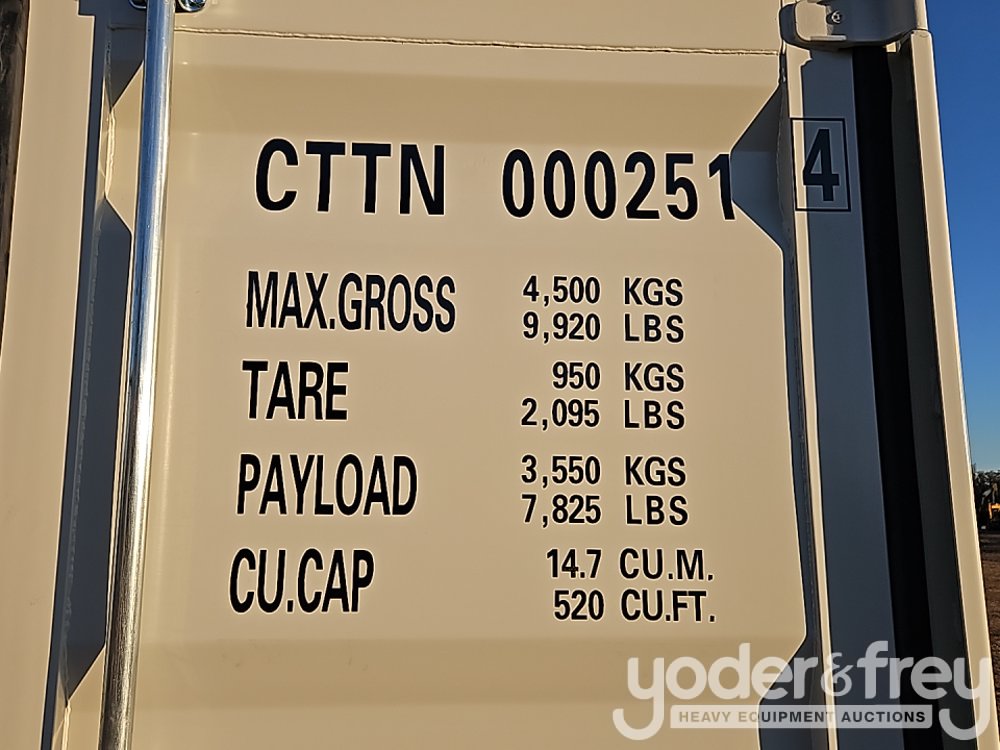 CTTN 000251 4
MAX.GROSS 4,500 KGS
9,920 LBS
TARE 950 KGS
2,095 LBS
PAYLOAD 3,550 KGS
7,825 LBS
CU.CAP 14.7 CU.M.
520 CU.FT.
yoder&frey
HEAVY EQUIPMENT AUCTIONS